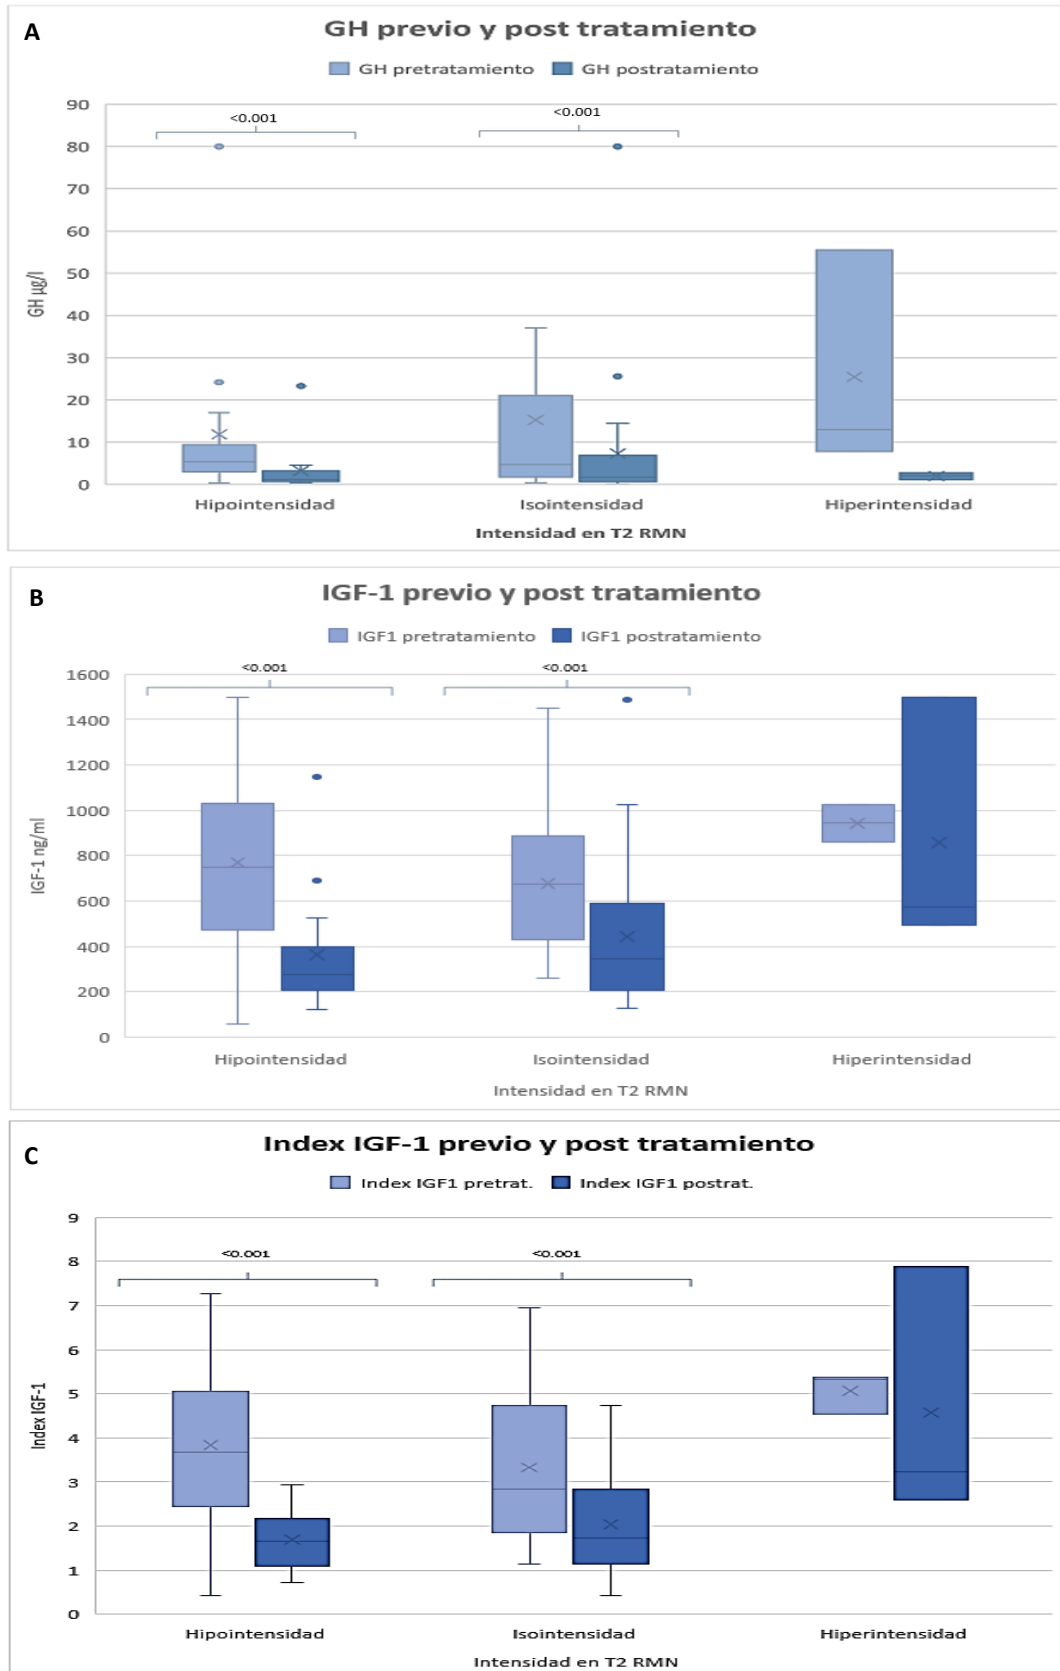 A
GH previo y post tratamiento
GH pretratamiento GH postratamiento
<0.001 <0.001
90
80
70
60
50
40
30
20
10
0
GH µg/l
Hipointensidad Isointensidad Hiperintensidad
Intensidad en T2 RMN
B
IGF-1 previo y post tratamiento
IGF1 pretratamiento IGF1 postratamiento
<0.001 <0.001
1600
1400
1200
1000
800
600
400
200
0
IGF-1 ng/ml
Hipointensidad Isointensidad Hiperintensidad
Intensidad en T2 RMN
C
Index IGF-1 previo y post tratamiento
Index IGF1 pretrat. Index IGF1 postrat.
<0.001 <0.001
9
8
7
6
5
4
3
2
1
0
Index IGF-1
Hipointensidad Isointensidad Hiperintensidad
Intensidad en T2 RMN